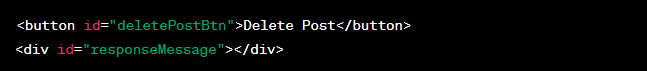 <button id="deletePostBtn">Delete Post</button>
<div id="responseMessage"></div>